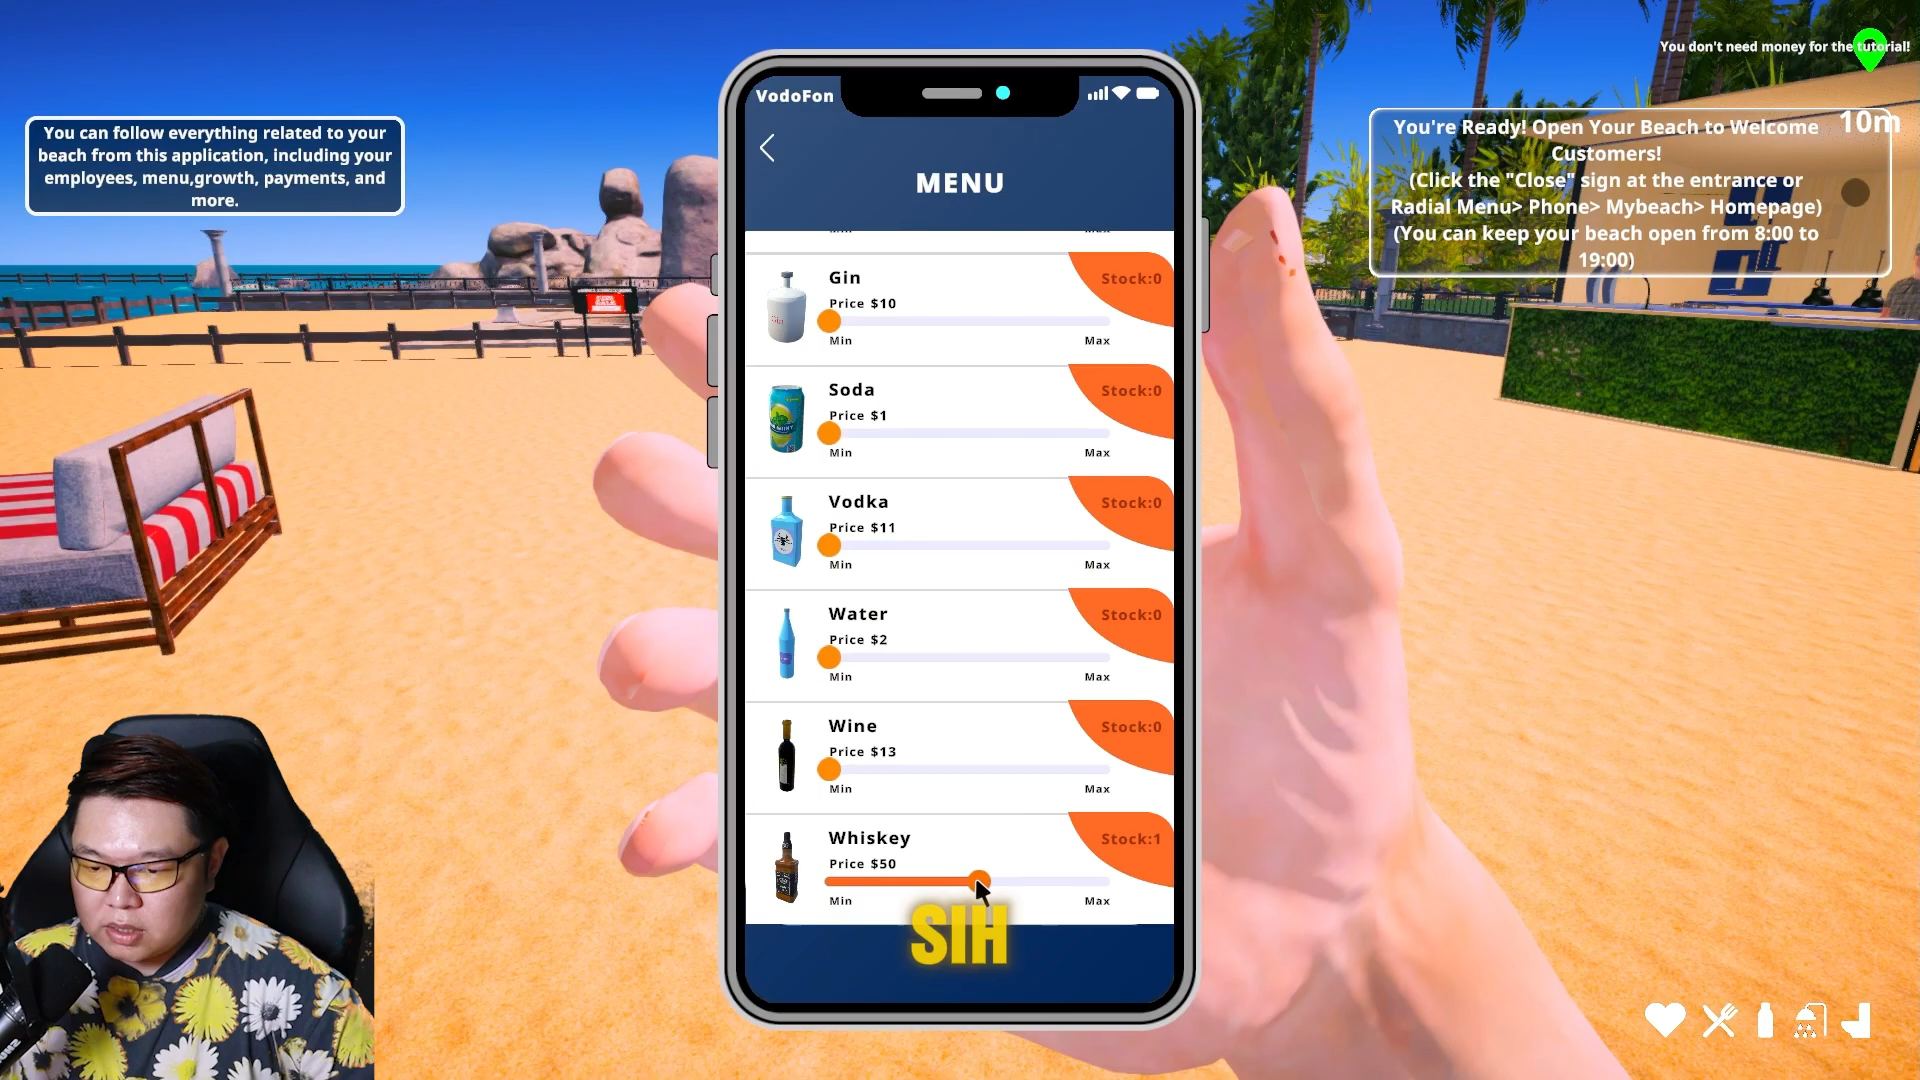 You don't need money for the tutorial!
10m
You can follow everything related to your
beach from this application, including your
employees, menu,growth, payments, and
more.
You're Ready! Open Your Beach to Welcome
Customers!
(Click the "Close" sign at the entrance or
Radial Menu> Phone> Mybeach> Homepage)
(You can keep your beach open from 8:00 to
19:00)
VodoFon
MENU
Gin
Price $10
Min
Max
Stock:0
Soda
Price $1
Min
Max
Stock:0
Vodka
Price $11
Min
Max
Stock:0
Water
Price $2
Min
Max
Stock:0
Wine
Price $13
Min
Max
Stock:0
Whiskey
Price $50
Min
Max
Stock:1
SIH